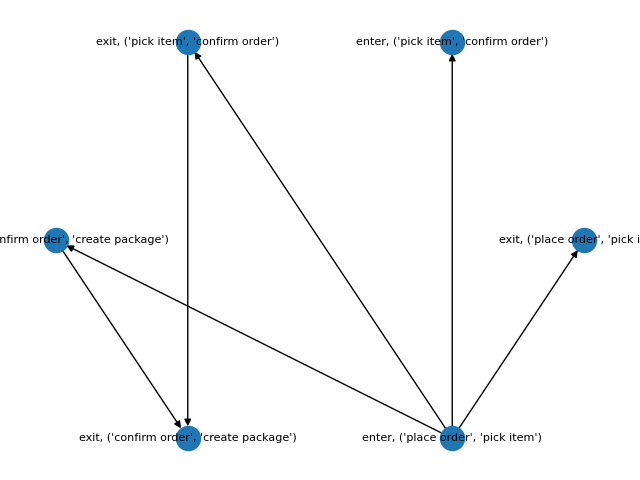 exit, ('pick item', 'confirm order')
enter, ('pick item', 'confirm order')
nfirm order', 'create package')
exit, ('place order', 'pick i
exit, ('confirm order', 'create package')
enter, ('place order', 'pick item')